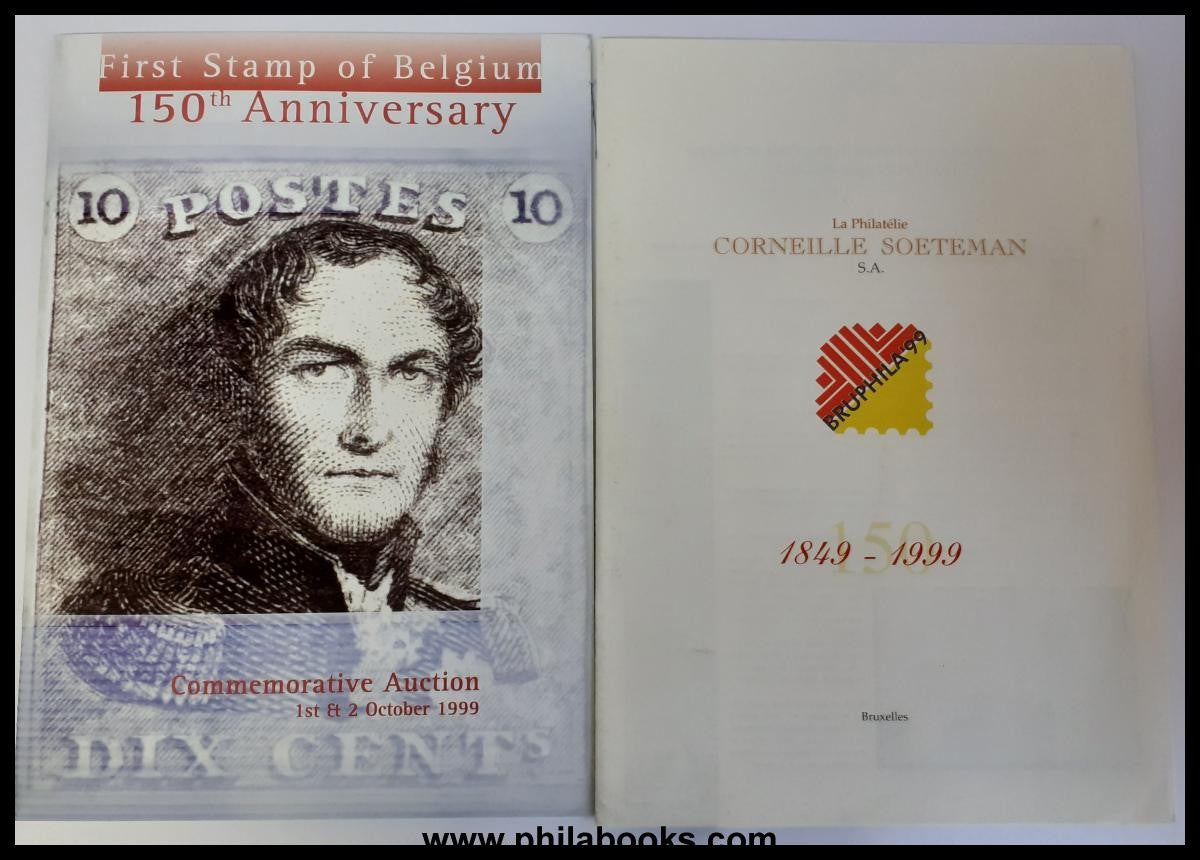 First Stamp of Belgium
150th Anniversary
10 POSTES 10
Commemorative Auction
1st & 2 October 1999
DIX CENTS
La Philatélie
CORNEILLE SOETEMAN
S.A.
BRUPHILA'99
150
1849 - 1999
Bruxelles
www.philabooks.com